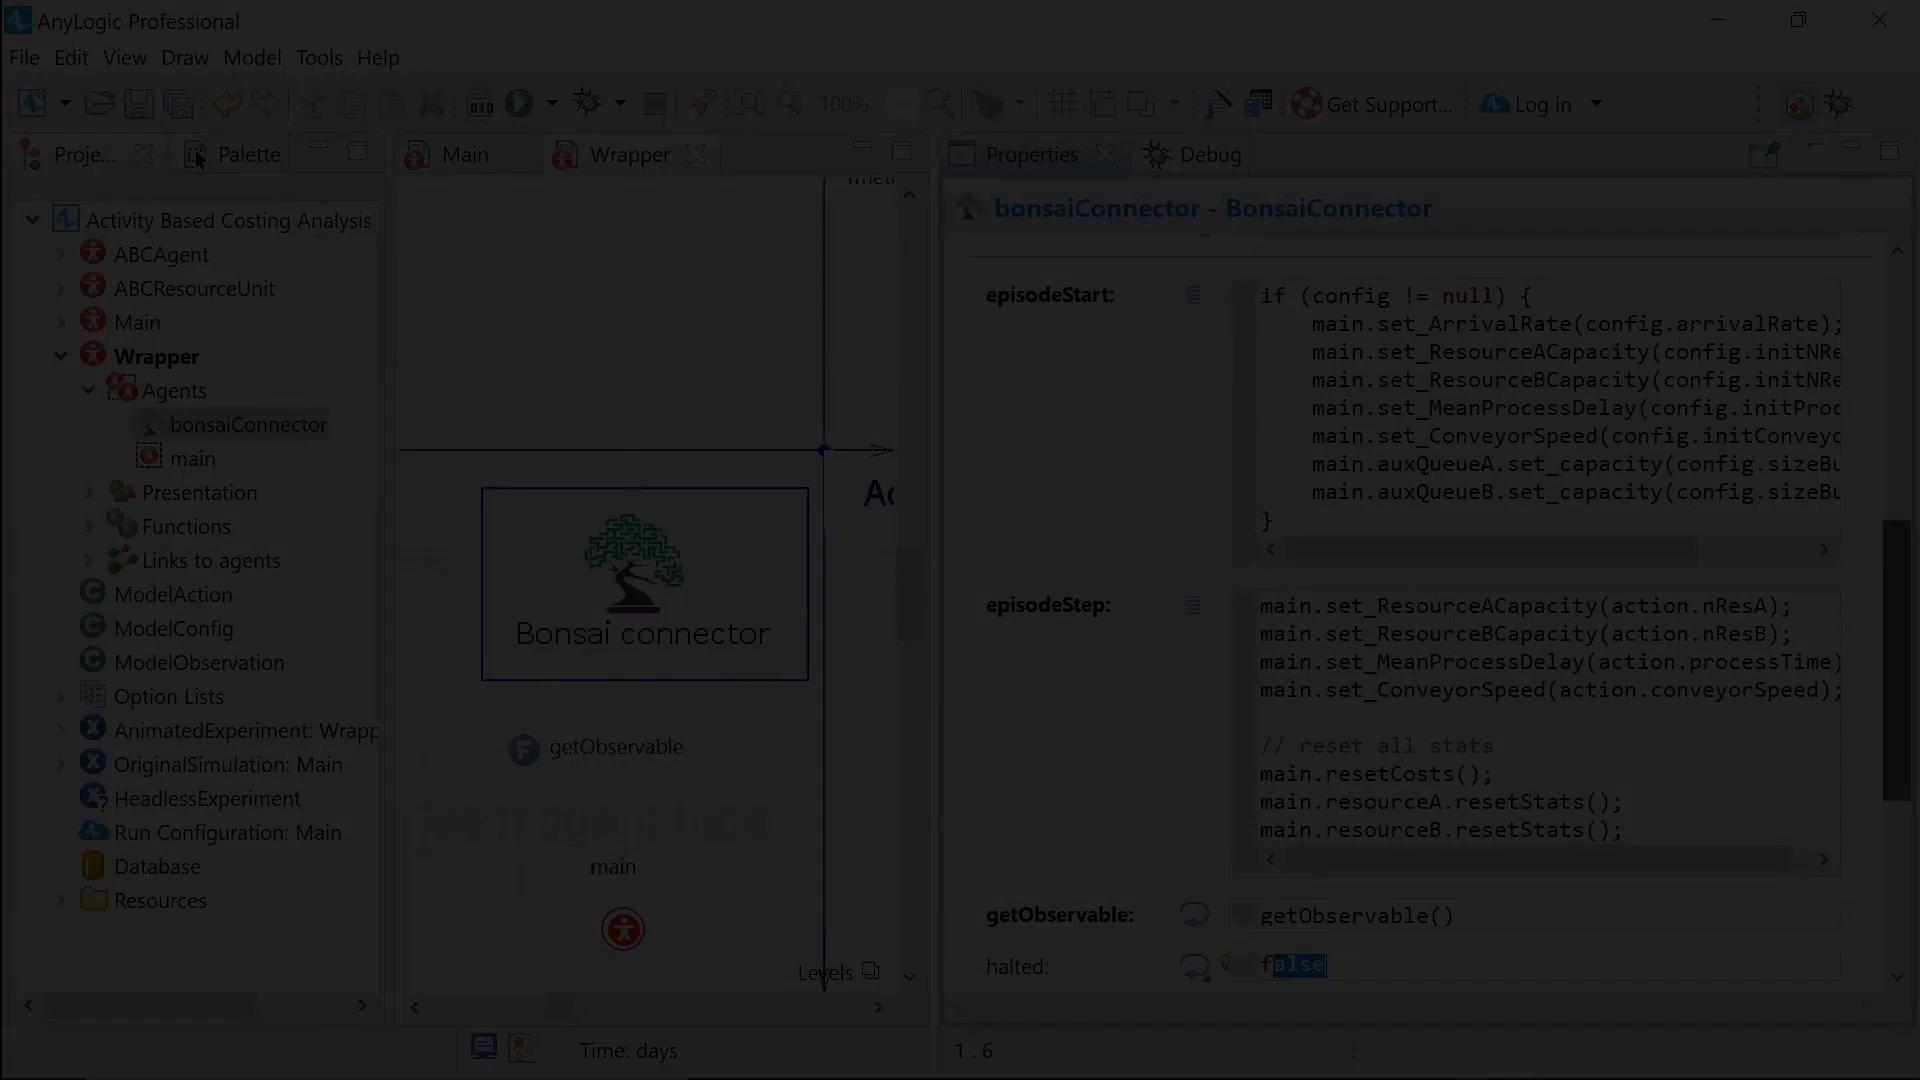 AnyLogic Professional
File Edit View Draw Model Tools Help
100% Get Support... Log in
Proje... Palette Main Wrapper Properties Debug
Activity Based Costing Analysis
ABCAgent
ABCResourceUnit
Main
Wrapper
Agents
bonsaiConnector
main
Presentation
Functions
Links to agents
ModelAction
ModelConfig
ModelObservation
Option Lists
AnimatedExperiment: Wrapp
OriginalSimulation: Main
HeadlessExperiment
Run Configuration: Main
Database
Resources
Ac
Bonsai connector
getObservable
main
Levels
bonsaiConnector - BonsaiConnector
episodeStart:
if (config != null) {
main.set_ArrivalRate(config.arrivalRate);
main.set_ResourceACapacity(config.initNRe
main.set_ResourceBCapacity(config.initNRe
main.set_MeanProcessDelay(config.initProc
main.set_ConveyorSpeed(config.initConveyo
main.auxQueueA.set_capacity(config.sizeBu
main.auxQueueB.set_capacity(config.sizeBu
}
episodeStep:
main.set_ResourceACapacity(action.nResA);
main.set_ResourceBCapacity(action.nResB);
main.set_MeanProcessDelay(action.processTime)
main.set_ConveyorSpeed(action.conveyorSpeed);
// reset all stats
main.resetCosts();
main.resourceA.resetStats();
main.resourceB.resetStats();
getObservable: getObservable()
halted: false
Time: days
1 : 6